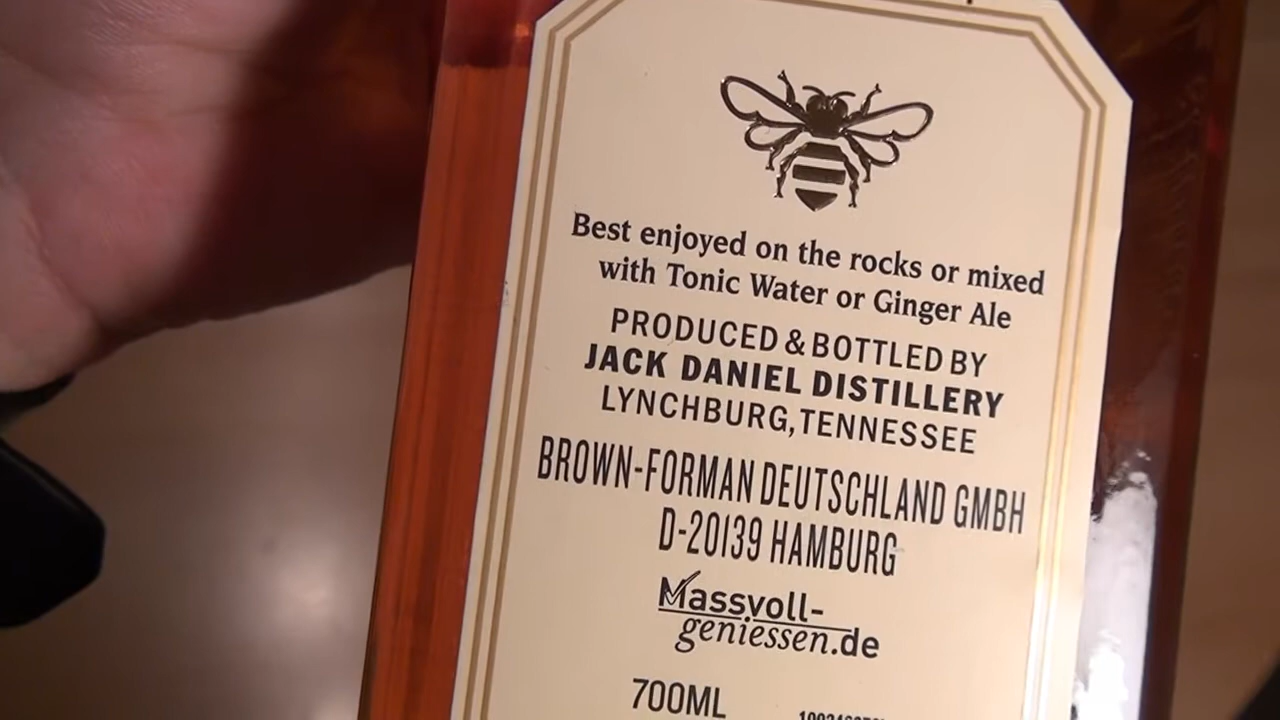 Best enjoyed on the rocks or mixed
with Tonic Water or Ginger Ale
PRODUCED & BOTTLED BY
JACK DANIEL DISTILLERY
LYNCHBURG, TENNESSEE
BROWN-FORMAN DEUTSCHLAND GMBH
D-20139 HAMBURG
Massvoll-
geniessen.de
700ML